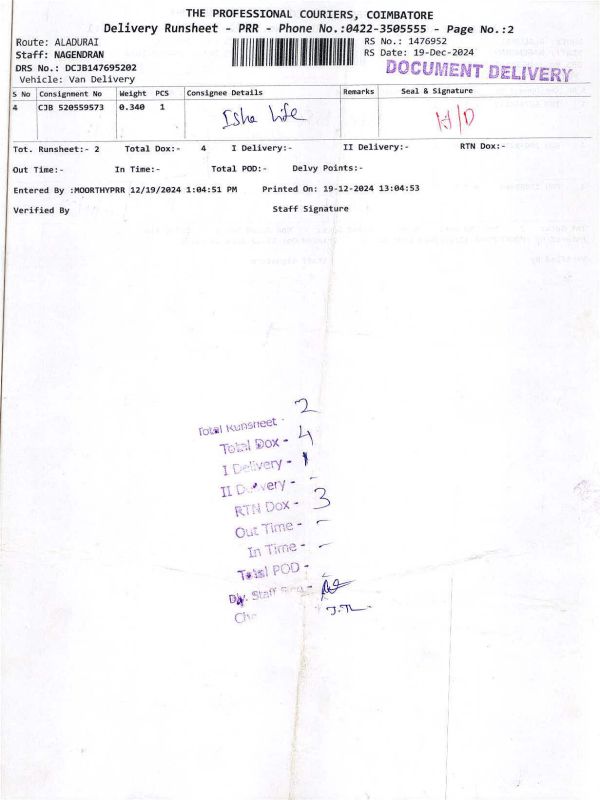 THE PROFESSIONAL COURIERS, COIMBATORE
Delivery Runsheet - PRR - Phone No.:0422-3505555 - Page No.:2
Route: ALADURAI RS No.: 1476952
Staff: NAGENDRAN RS Date: 19-Dec-2024
DRS No.: DCJB147695202 DOCUMENT DELIVERY
Vehicle: Van Delivery
S No Consignment No Weight PCS Consignee Details Remarks Seal & Signature
4 CJB 520559573 0.340 1 Isha Life H/D
Tot. Runsheet:- 2 Total Dox:- 4 I Delivery:- II Delivery:- RTN Dox:-
Out Time:- In Time:- Total POD:- Delvy Points:-
Entered By :MOORTHYPRR 12/19/2024 1:04:51 PM Printed On: 19-12-2024 13:04:53
Verified By Staff Signature
Total Runsheet - 2
Total Dox - 4
I Delivery - 1
II Delivery - -
RTN Dox - 3
Out Time - -
In Time - -
Total POD - -
Dly. Staff